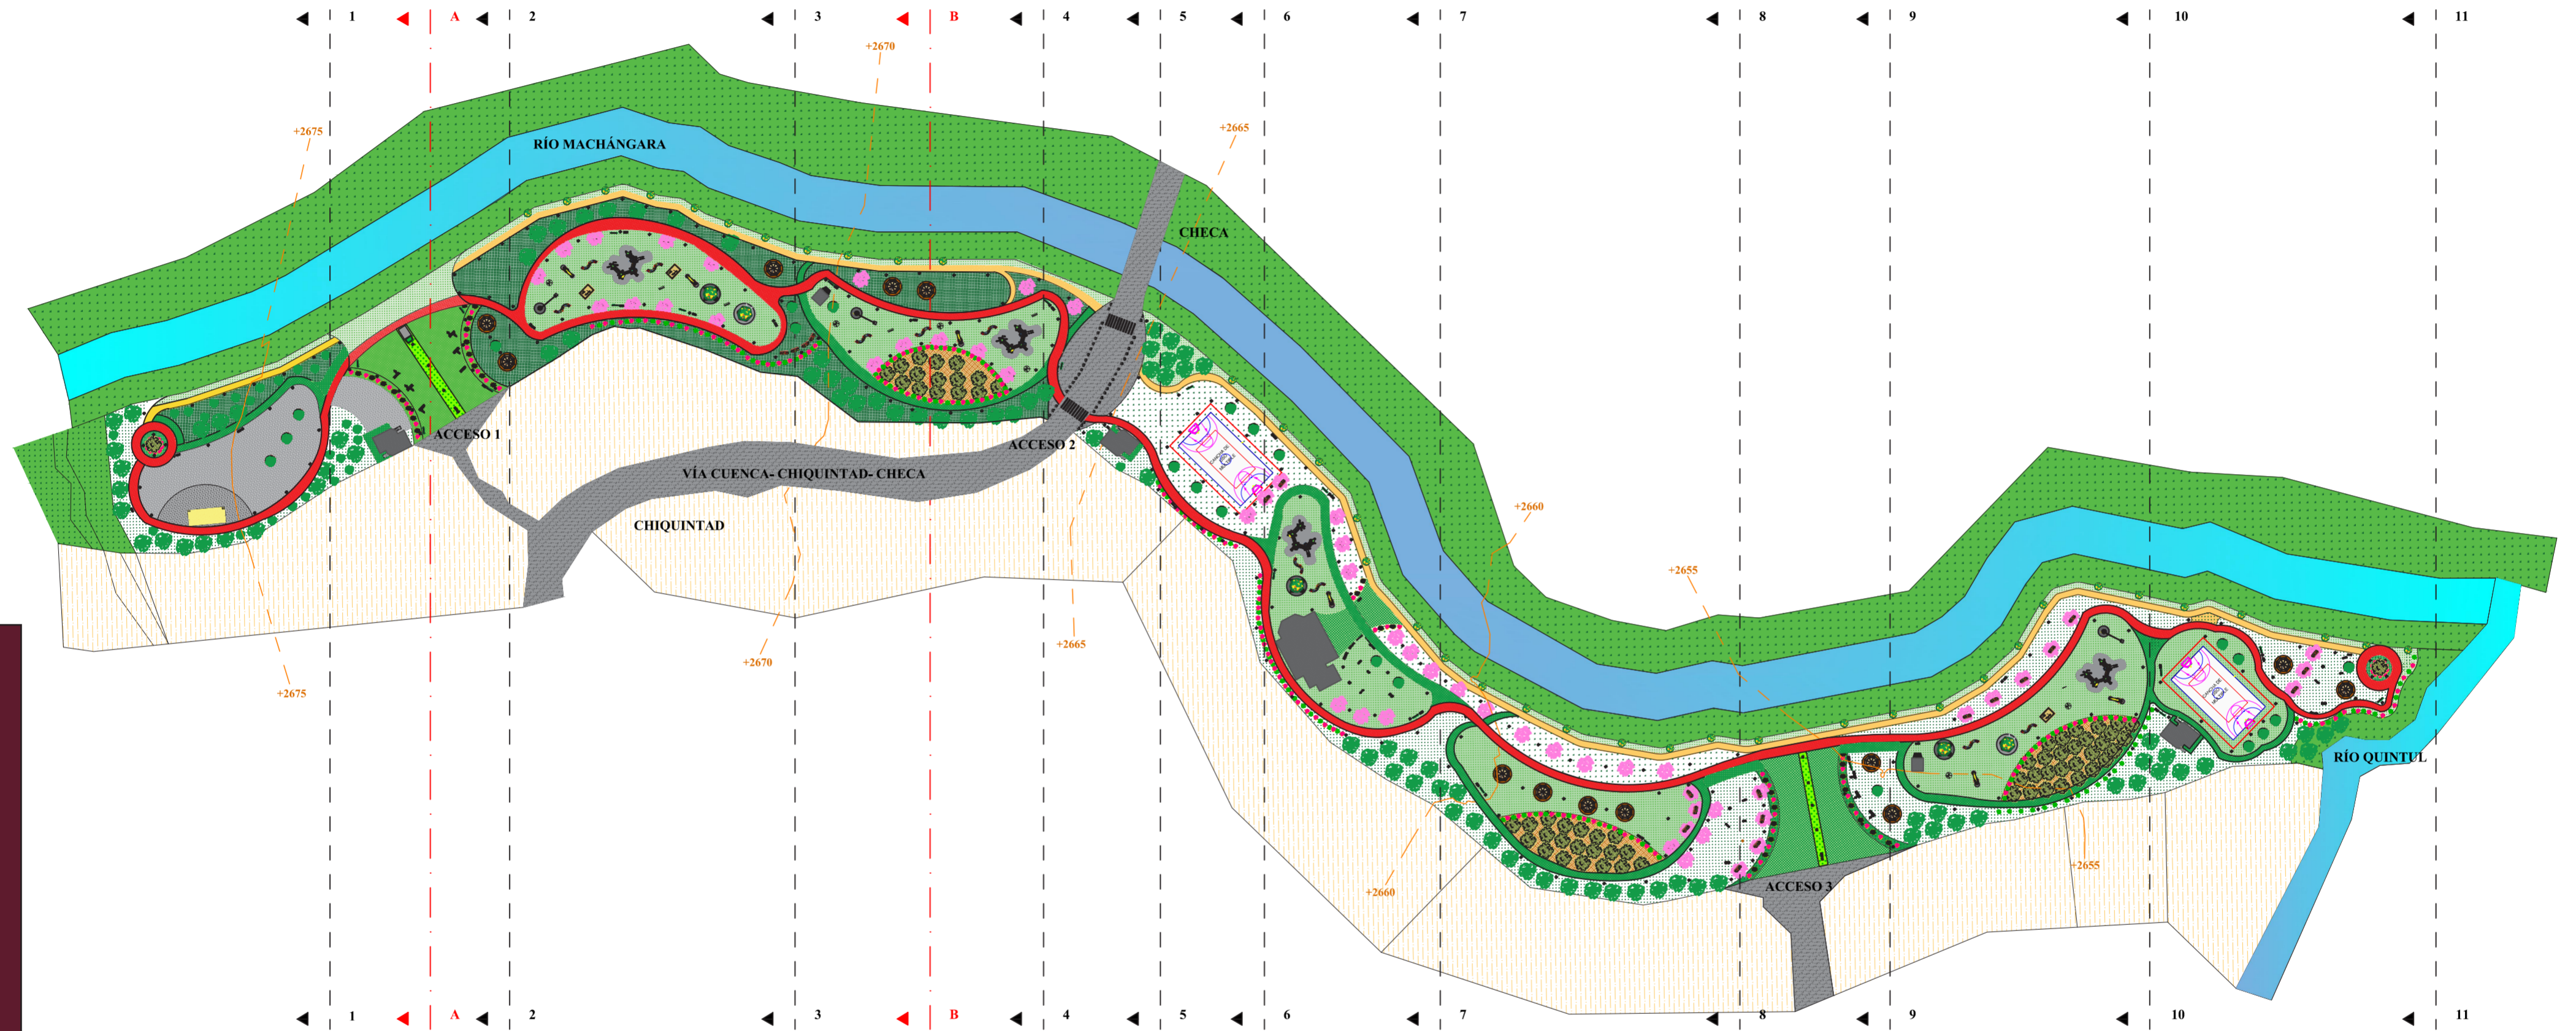 1 A 2 3 B 4 5 6 7 8 9 10 11
+2670
+2675
+2665
RÍO MACHÁNGARA
CHECA
ACCESO 1
ACCESO 2
VÍA CUENCA- CHIQUINTAD- CHECA
CHIQUINTAD
+2660
+2655
+2665
+2670
+2675
RÍO QUINTUL
+2655
ACCESO 3
+2660
1 A 2 3 B 4 5 6 7 8 9 10 11